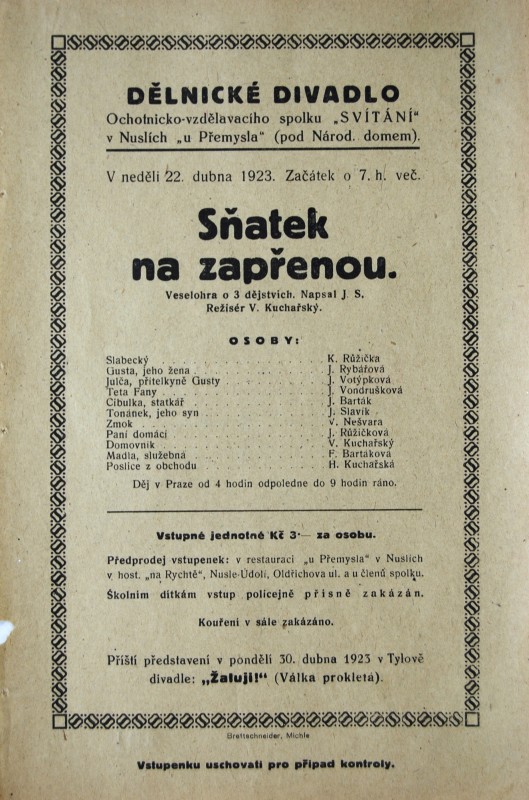 DĚLNICKÉ DIVADLO
Ochotnicko-vzdělavacího spolku „SVÍTÁNÍ“
v Nuslích „u Přemysla“ (pod Národ. domem).
V neděli 22. dubna 1923. Začátek o 7. h. več.
Sňatek
na zapřenou.
Veselohra o 3 dějstvích. Napsal J. S.
Režisér V. Kuchařský.
OSOBY:
Slabecký . . . . . . . . . . K. Růžička
Gusta, jeho žena . . . . . . . . . . J. Rybářová
Julča, přítelkyně Gusty . . . . . . . . . . J. Votýpková
Teta Fany . . . . . . . . . . J. Vondrušková
Cibulka, statkář . . . . . . . . . . J. Barták
Tonánek, jeho syn . . . . . . . . . . J. Slavík
Zmok . . . . . . . . . . V. Nešvara
Paní domácí . . . . . . . . . . J. Růžičková
Domovník . . . . . . . . . . V. Kuchařský
Madla, služebná . . . . . . . . . . F. Bartáková
Poslice z obchodu . . . . . . . . . . H. Kuchařská
Děj v Praze od 4 hodin odpoledne do 9 hodin ráno.
Vstupné jednotné Kč 3·— za osobu.
Předprodej vstupenek: v restauraci „u Přemysla“ v Nuslích
v host. „na Rychtě“, Nusle-Údolí, Oldřichova ul. a u členů spolku.
Školním dítkám vstup policejně přísně zakázán.
Kouření v sále zakázáno.
Příští představení v pondělí 30. dubna 1923 v Tylově
divadle: „Žaluji!“ (Válka prokletá).
Brettschneider, Michle
Vstupenku uschovati pro případ kontroly.